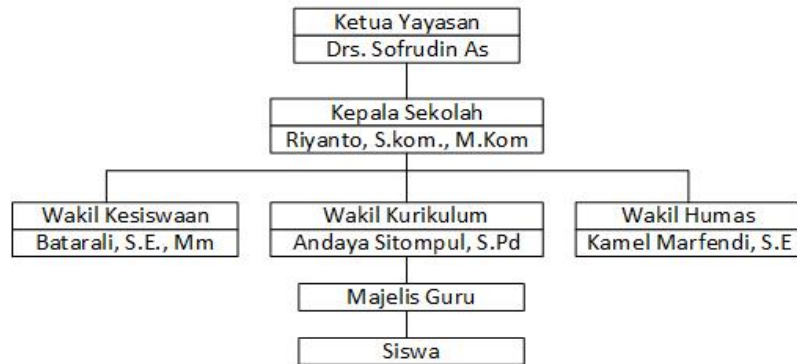 Ketua Yayasan
Drs. Sofrudin As
Kepala Sekolah
Riyanto, S.kom., M.Kom
Wakil Kesiswaan
Batarali, S.E., Mm
Wakil Kurikulum
Andaya Sitompul, S.Pd
Wakil Humas
Kamel Marfendi, S.E
Majelis Guru
Siswa